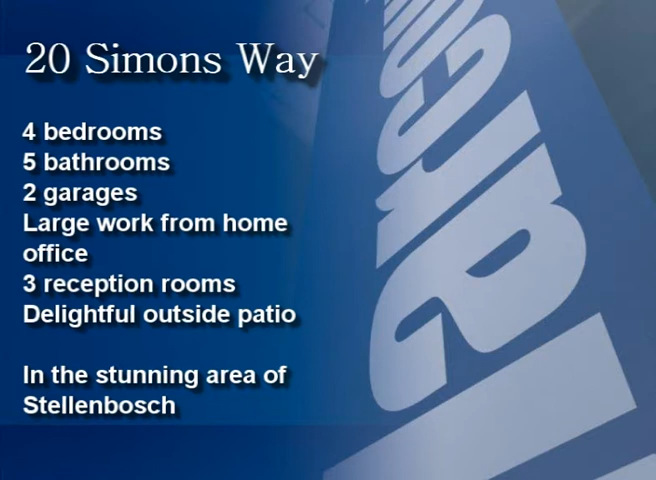 20 Simons Way
4 bedrooms
5 bathrooms
2 garages
Large work from home
office
3 reception rooms
Delightful outside patio
In the stunning area of
Stellenbosch